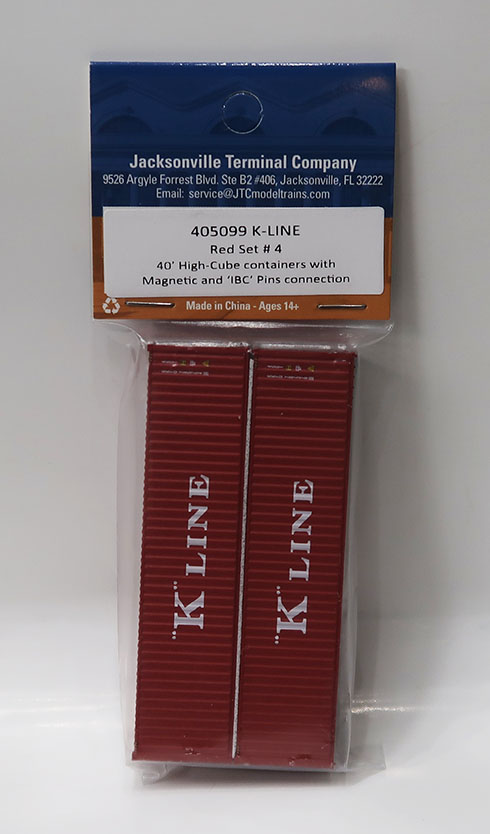 Jacksonville Terminal Company
9526 Argyle Forrest Blvd. Ste B2 #406, Jacksonville, FL 32222
Email: service@JTCmodeltrains.com
405099 K-LINE
Red Set # 4
40' High-Cube containers with
Magnetic and 'IBC' Pins connection
Made in China - Ages 14+
"K" LINE
"K" LINE